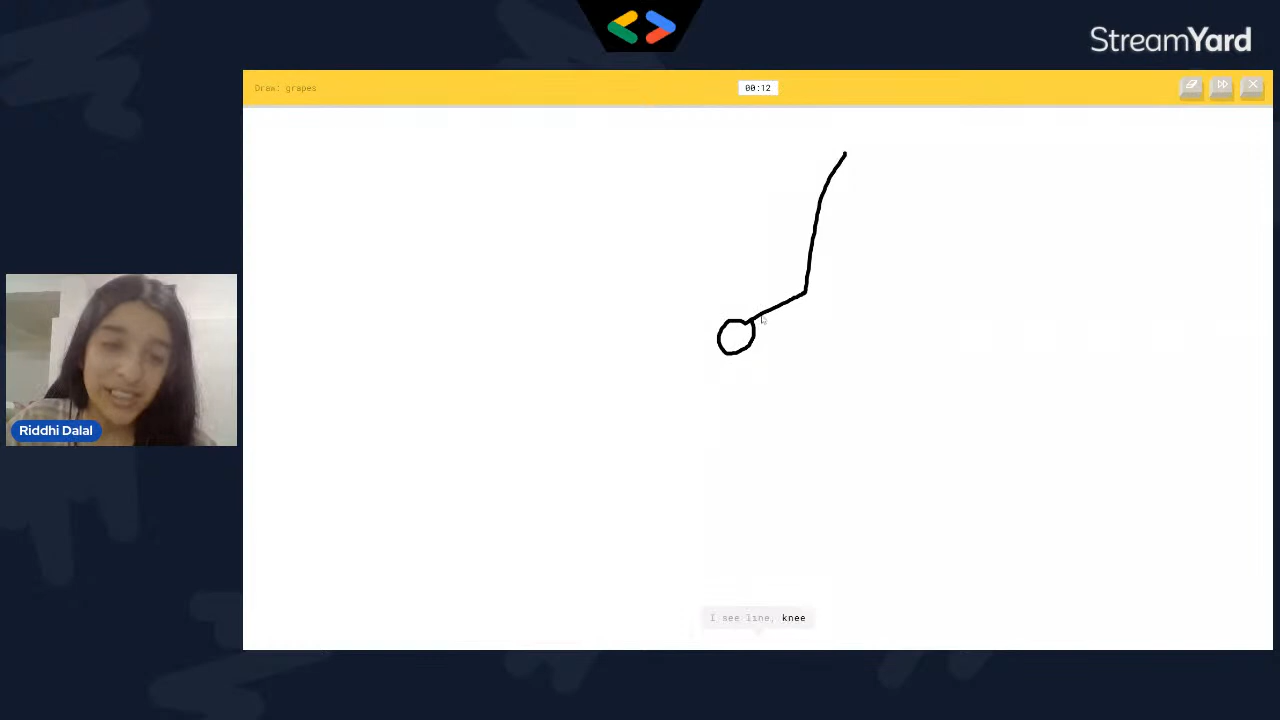 StreamYard
Draw: grapes
00:12
Riddhi Dalal
I see line, knee